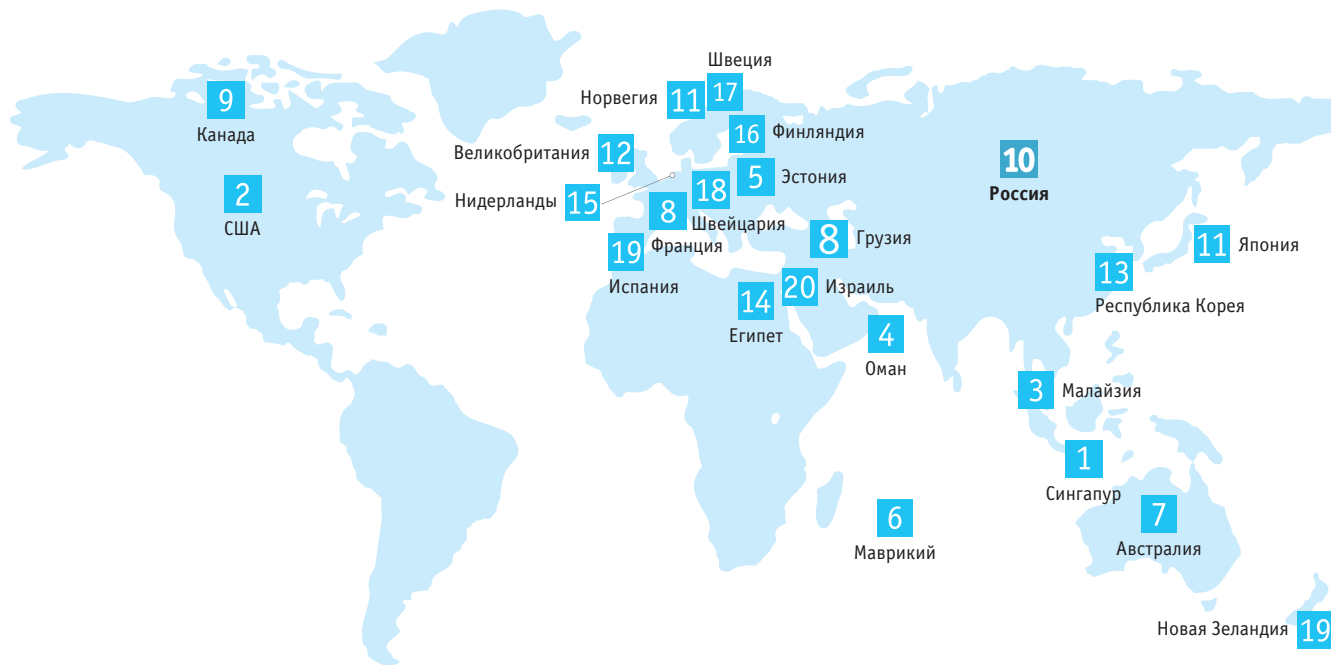 Швеция
17
Норвегия 11
9
Канада
16 Финляндия
Великобритания 12
10
Россия
5 Эстония
2
США
Нидерланды 15
18
Швейцария
8
Франция
8 Грузия
11 Япония
19
Испания
13
Республика Корея
20 Израиль
14
Египет
4
Оман
3 Малайзия
1
Сингапур
6
Маврикий
7
Австралия
Новая Зеландия 19